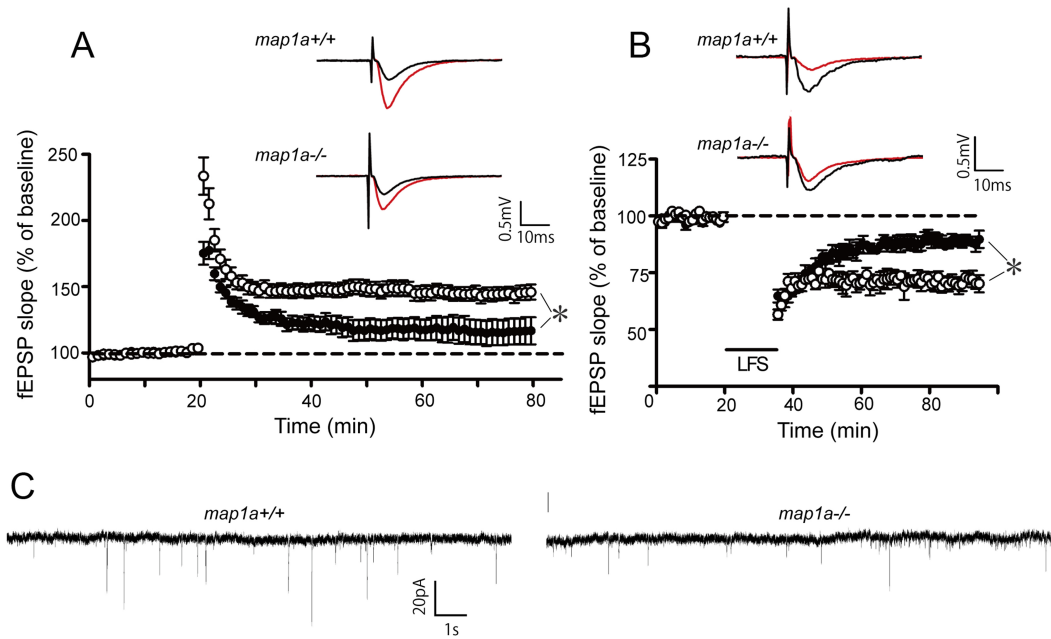 A
map1a+/+
map1a-/-
0.5mV
10ms
fEPSP slope (% of baseline)
250
200
150
100
*
0
20
40
60
80
Time (min)
B
map1a+/+
map1a-/-
0.5mV
10ms
fEPSP slope (% of baseline)
125
100
75
50
*
LFS
0
20
40
60
80
Time (min)
C
map1a+/+
map1a-/-
20pA
1s